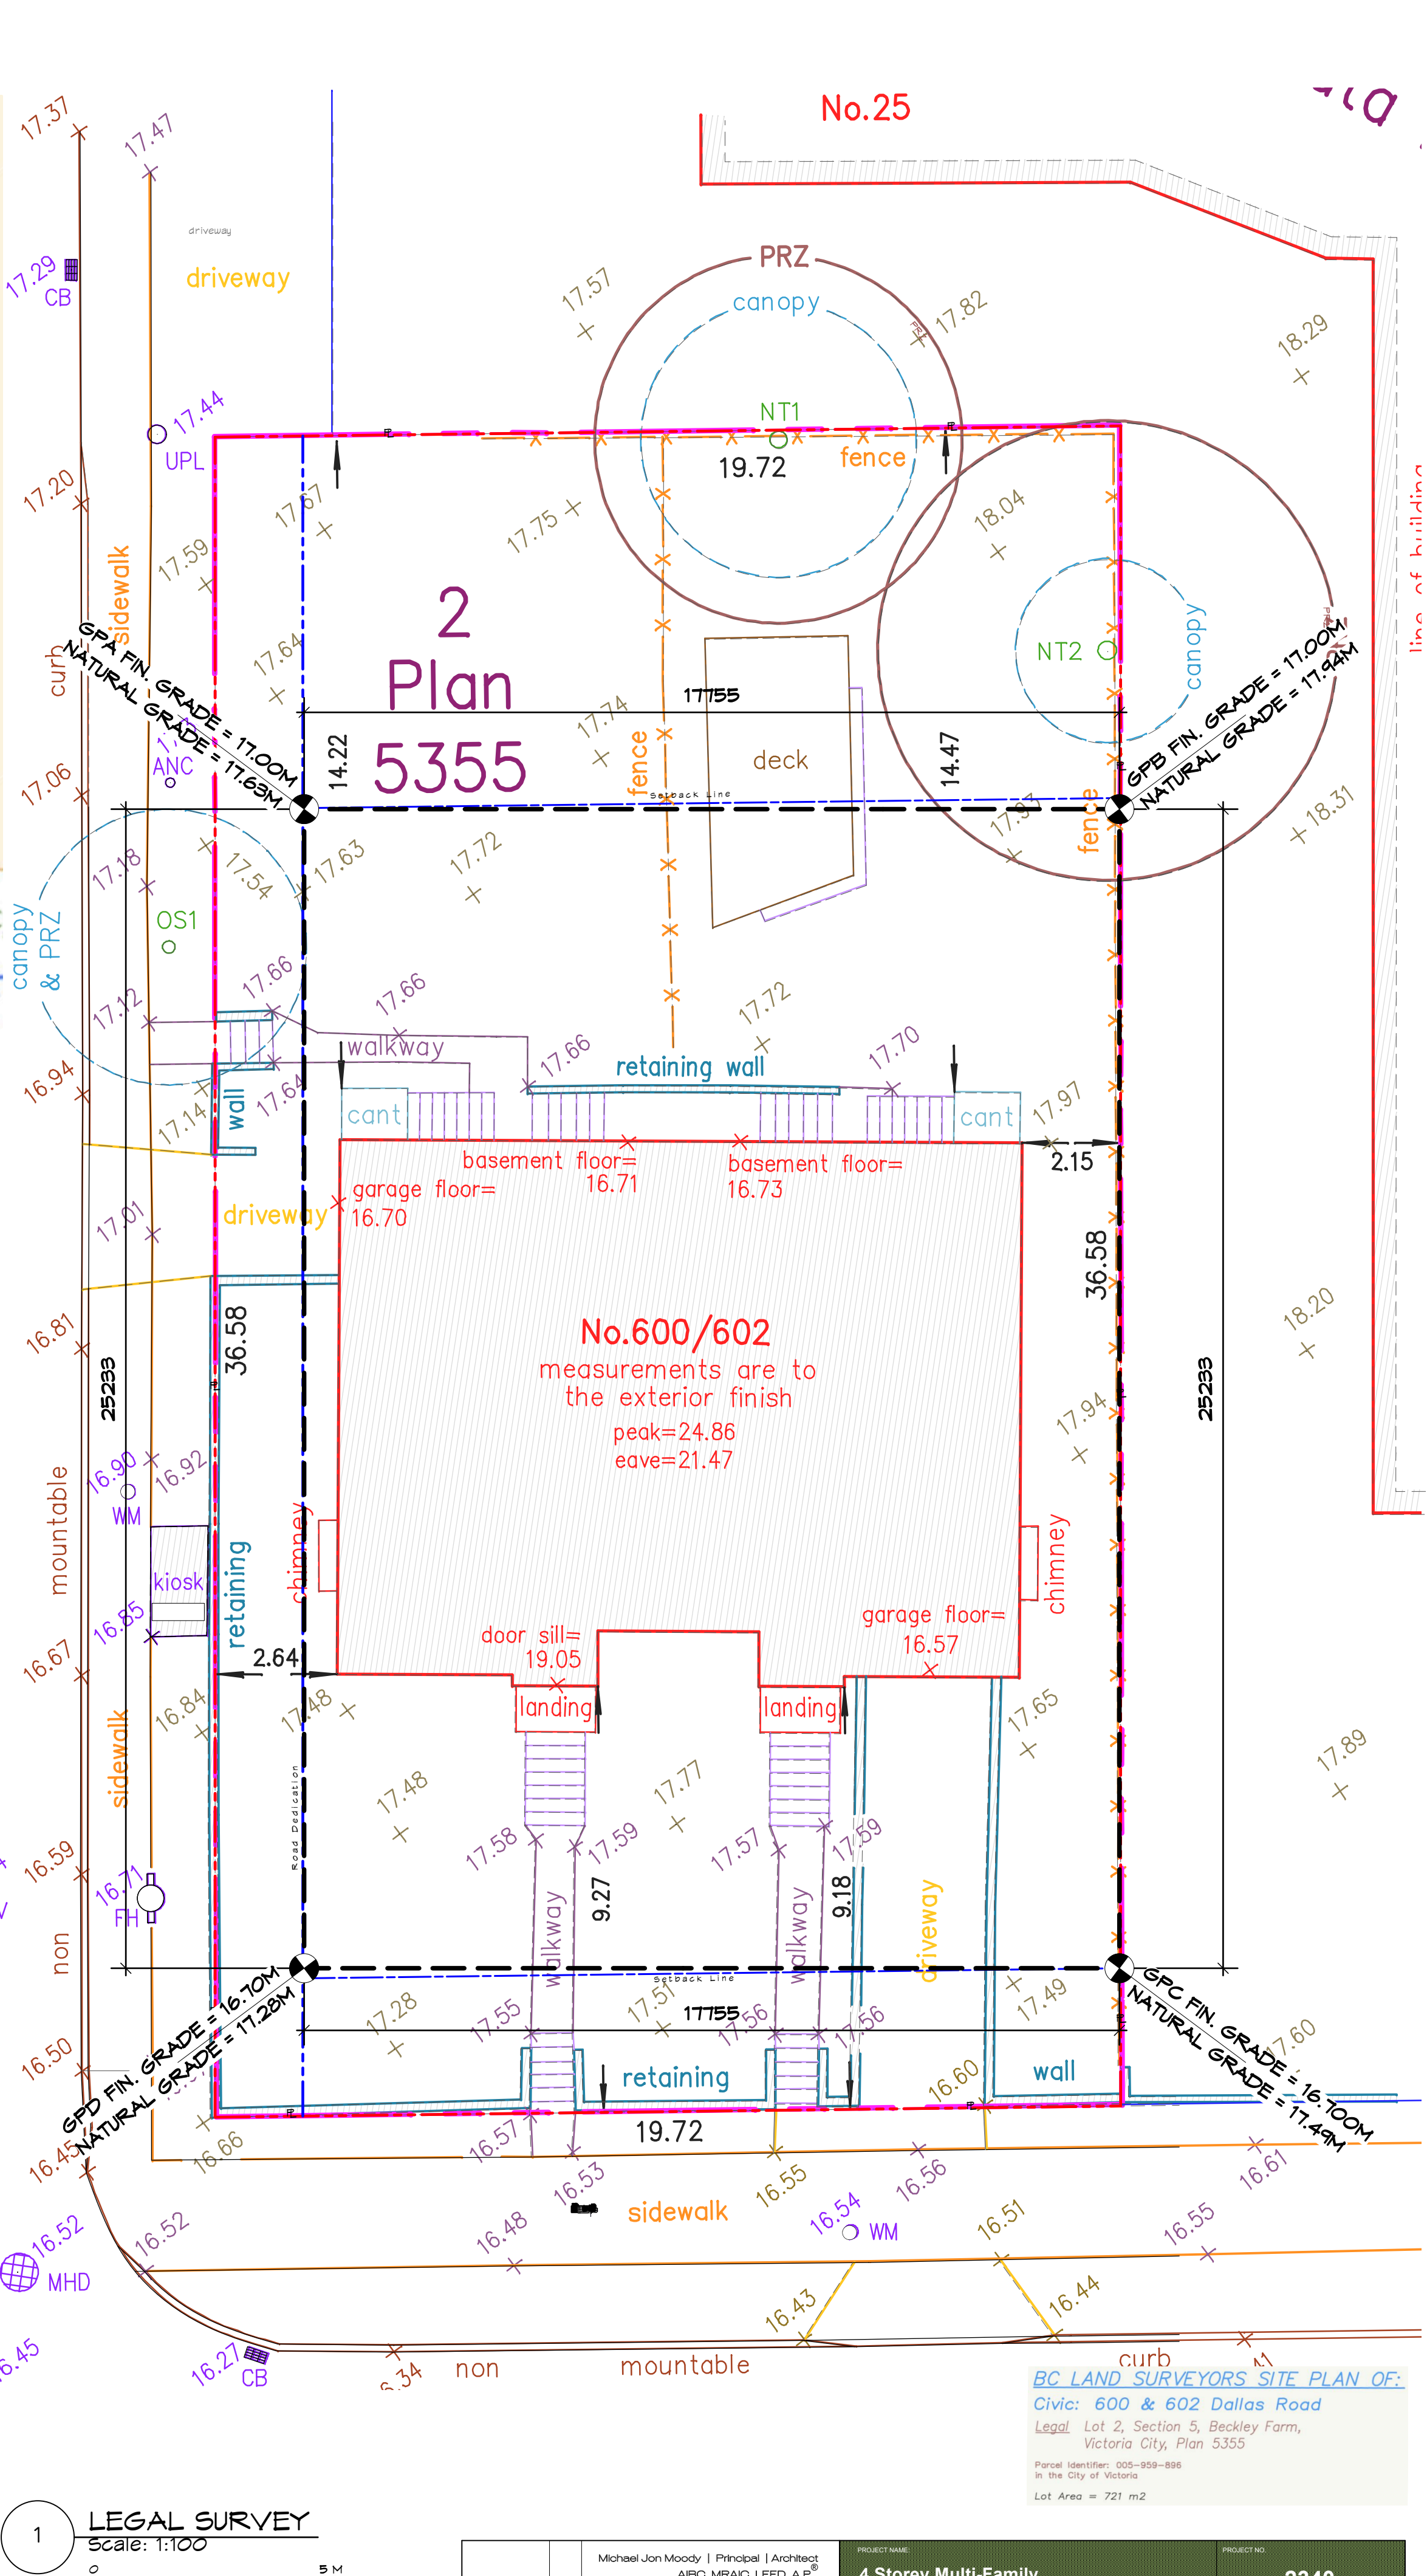 No.25
17.37
17.47
driveway
driveway
17.29
CB
PRZ
canopy
17.57
17.82
PRZ
18.29
17.44
UPL
NT1
19.72
fence
17.20
17.67
17.75
18.04
17.59
sidewalk
line of building
2
Plan
5355
17.64
NT2
canopy
curb
GPA FIN. GRADE = 17.00M
NATURAL GRADE = 17.63M
GPB FIN. GRADE = 17.00M
NATURAL GRADE = 17.94M
17755
17.74
fence
deck
14.22
14.47
ANC
17.06
Setback Line
17.93
fence
18.31
17.18
17.54
17.63
17.72
OS1
canopy
& PRZ
17.12
17.66
17.66
17.72
walkway
17.66
retaining wall
17.70
16.94
wall
17.14
17.64
cant
cant
17.97
2.15
basement floor=
16.71
basement floor=
16.73
garage floor=
16.70
driveway
17.01
36.58
36.58
16.81
25233
25233
No.600/602
measurements are to
the exterior finish
peak=24.86
eave=21.47
18.20
17.94
16.90
16.92
WM
mountable
chimney
chimney
kiosk
retaining
16.85
garage floor=
16.57
door sill=
19.05
2.64
16.67
landing
landing
16.84
17.48
17.65
17.89
sidewalk
17.48
17.77
Road Dedication
17.58
17.59
17.57
17.59
16.59
16.71
FH
9.27
9.18
walkway
walkway
driveway
non
Setback Line
GPD FIN. GRADE = 16.70M
NATURAL GRADE = 17.28M
GPC FIN. GRADE = 16.700M
NATURAL GRADE = 17.49M
17.28
17.55
17.51
17755
17.56
17.56
17.49
17.60
16.50
retaining
wall
16.60
16.45
16.66
16.57
19.72
16.53
16.55
16.56
16.61
sidewalk
16.54
WM
16.52
MHD
16.52
16.48
16.51
16.55
16.43
16.44
16.27
CB
non
mountable
curb
BC LAND SURVEYORS SITE PLAN OF:
Civic: 600 & 602 Dallas Road
Legal Lot 2, Section 5, Beckley Farm,
Victoria City, Plan 5355
Parcel Identifier: 005-959-896
in the City of Victoria
Lot Area = 721 m2
1
LEGAL SURVEY
Scale: 1:100
0 5 M
Michael Jon Moody | Principal | Architect
AIBC, MRAIC, LEED, A.P.®
PROJECT NAME:
4 Storey Multi-Family
PROJECT NO.